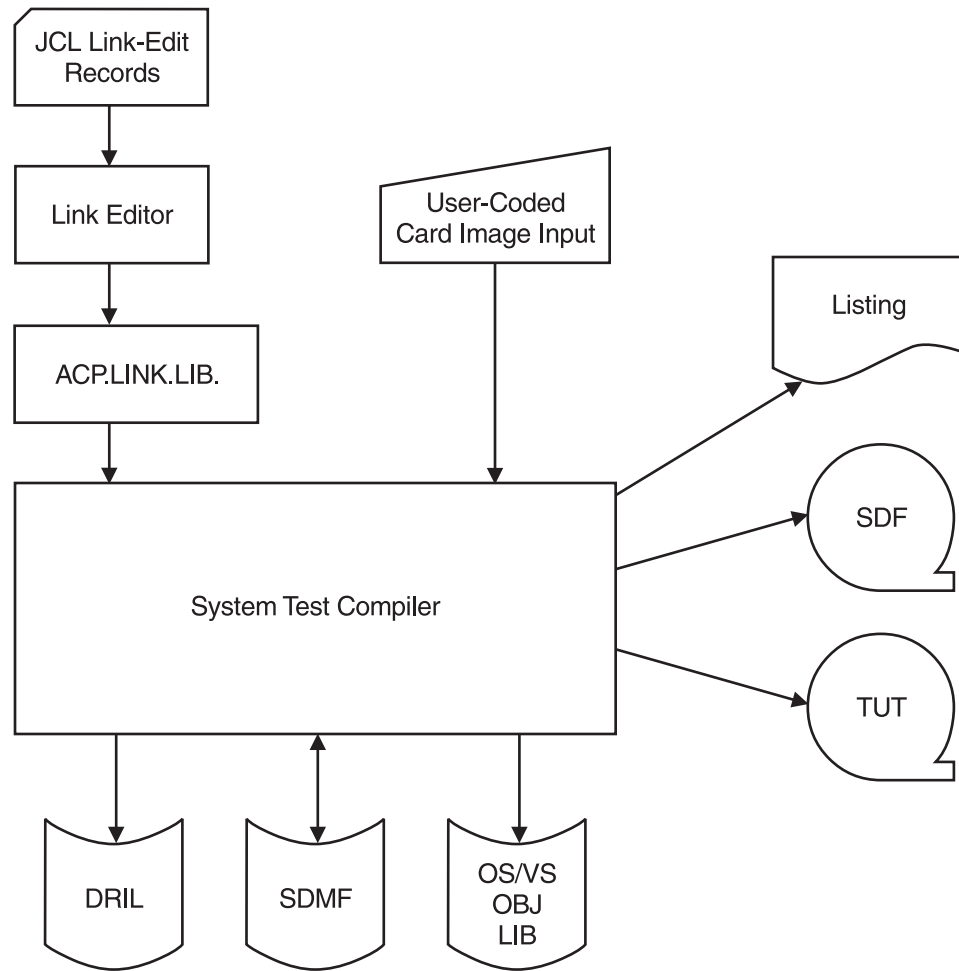 JCL Link-Edit
Records
Link Editor
User-Coded
Card Image Input
Listing
ACP.LINK.LIB.
SDF
System Test Compiler
TUT
DRIL
SDMF
OS/VS
OBJ
LIB